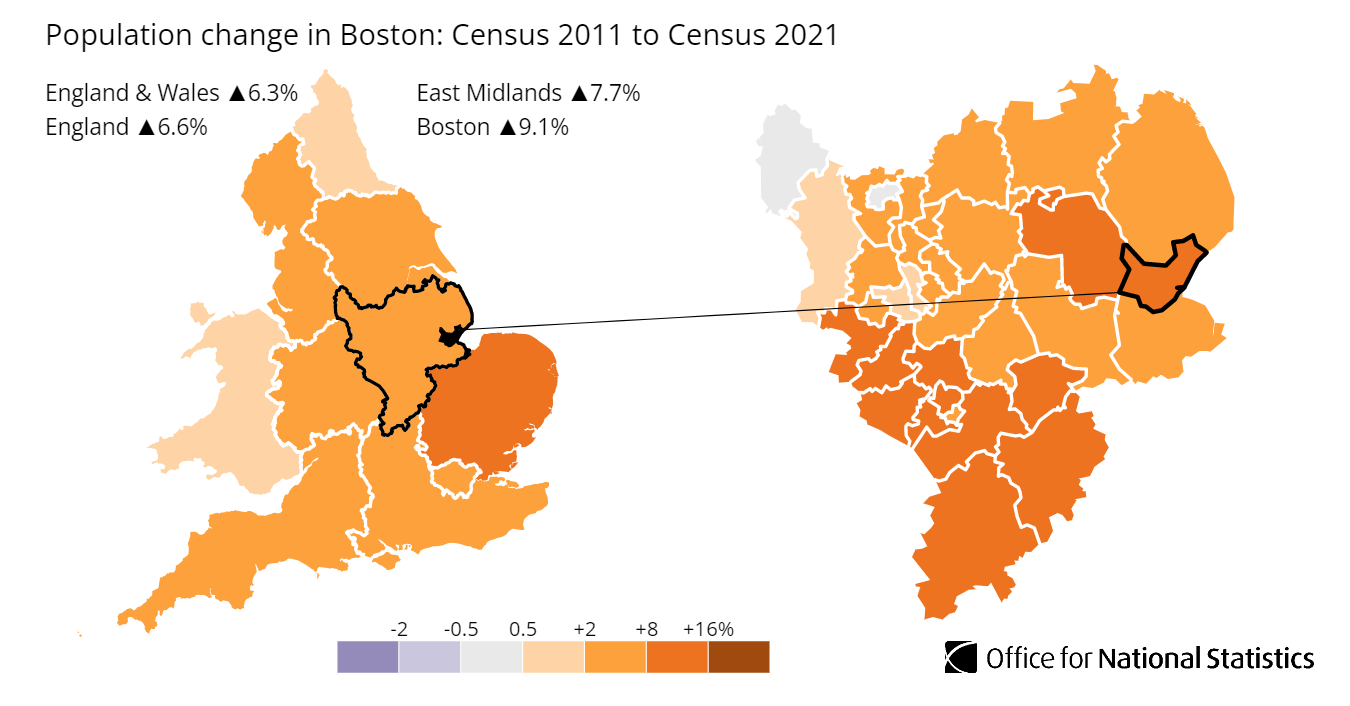 Population change in Boston: Census 2011 to Census 2021
England & Wales ▲6.3%
East Midlands ▲7.7%
England ▲6.6%
Boston ▲9.1%
-2 -0.5 0.5 +2 +8 +16%
Office for National Statistics